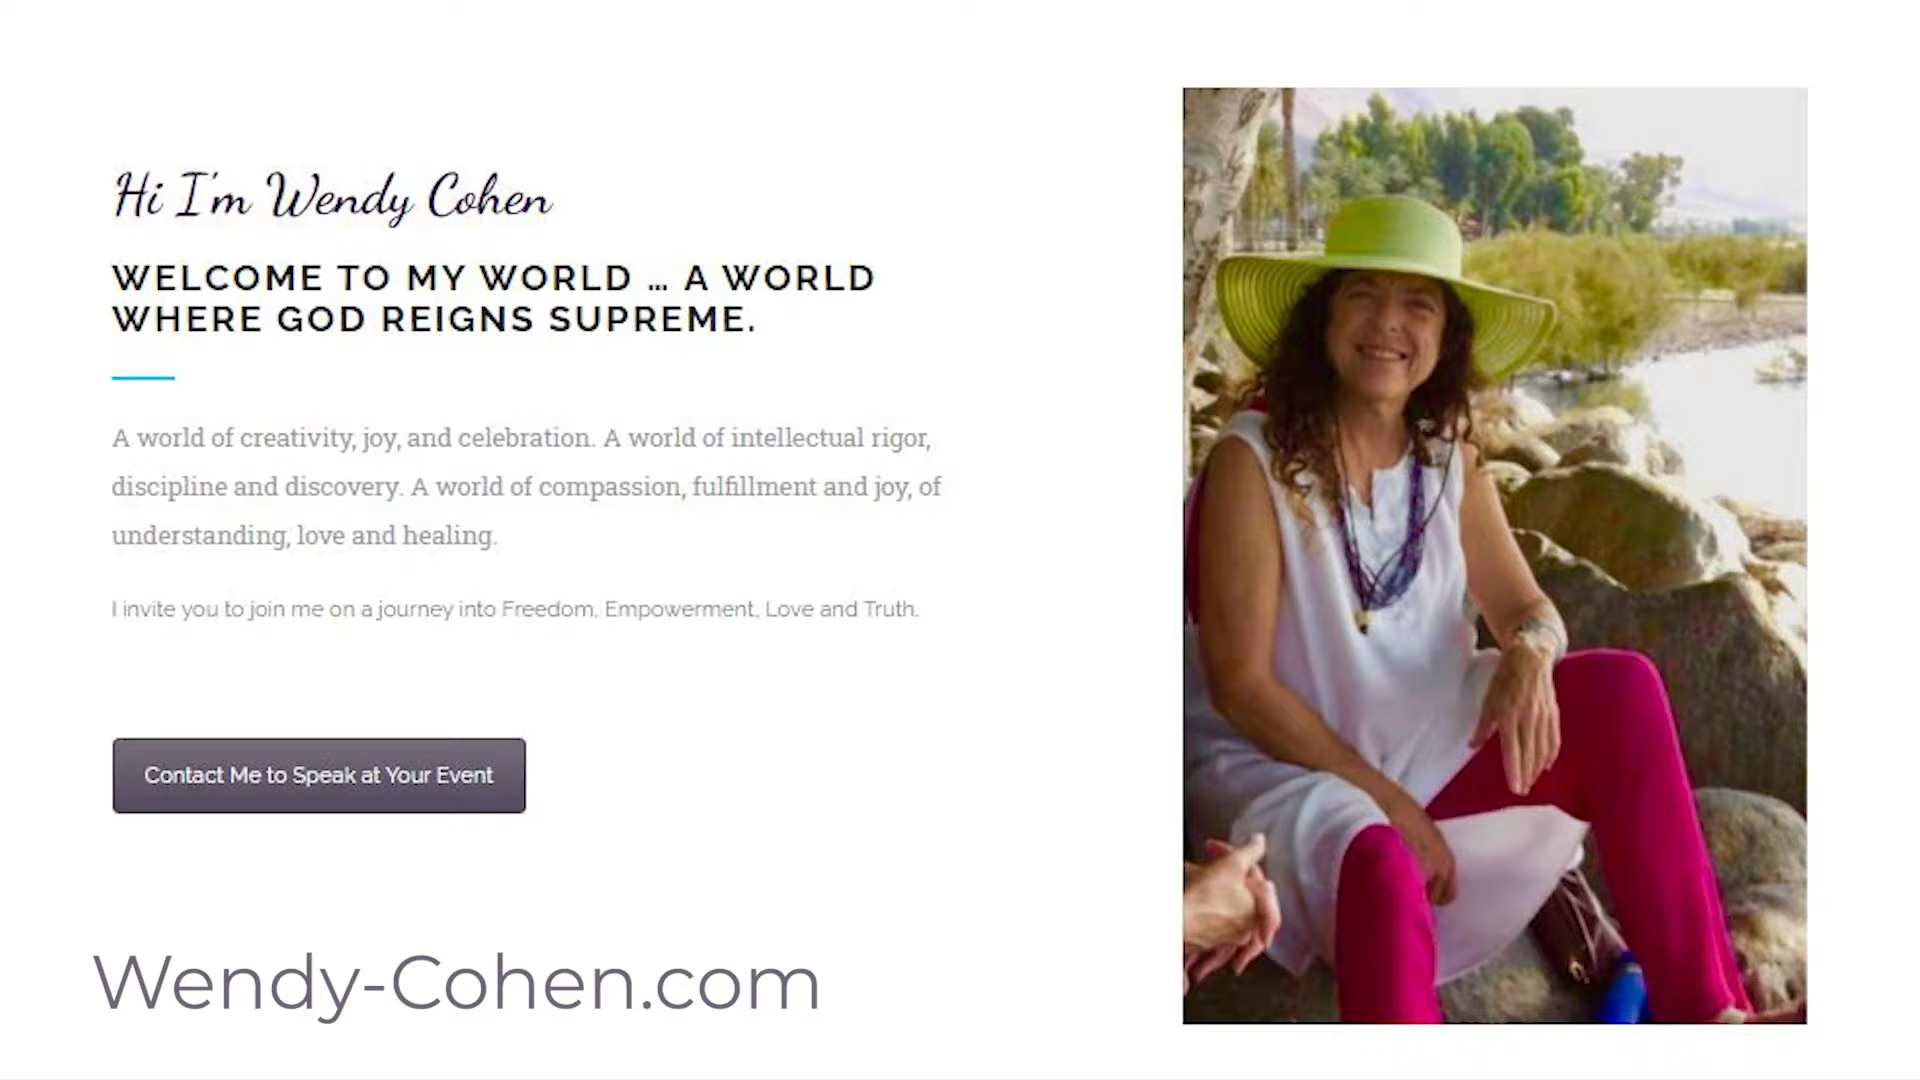 Hi I'm Wendy Cohen
WELCOME TO MY WORLD ... A WORLD
WHERE GOD REIGNS SUPREME.
A world of creativity, joy, and celebration. A world of intellectual rigor,
discipline and discovery. A world of compassion, fulfillment and joy, of
understanding, love and healing.
I invite you to join me on a journey into Freedom, Empowerment, Love and Truth.
Contact Me to Speak at Your Event
Wendy-Cohen.com